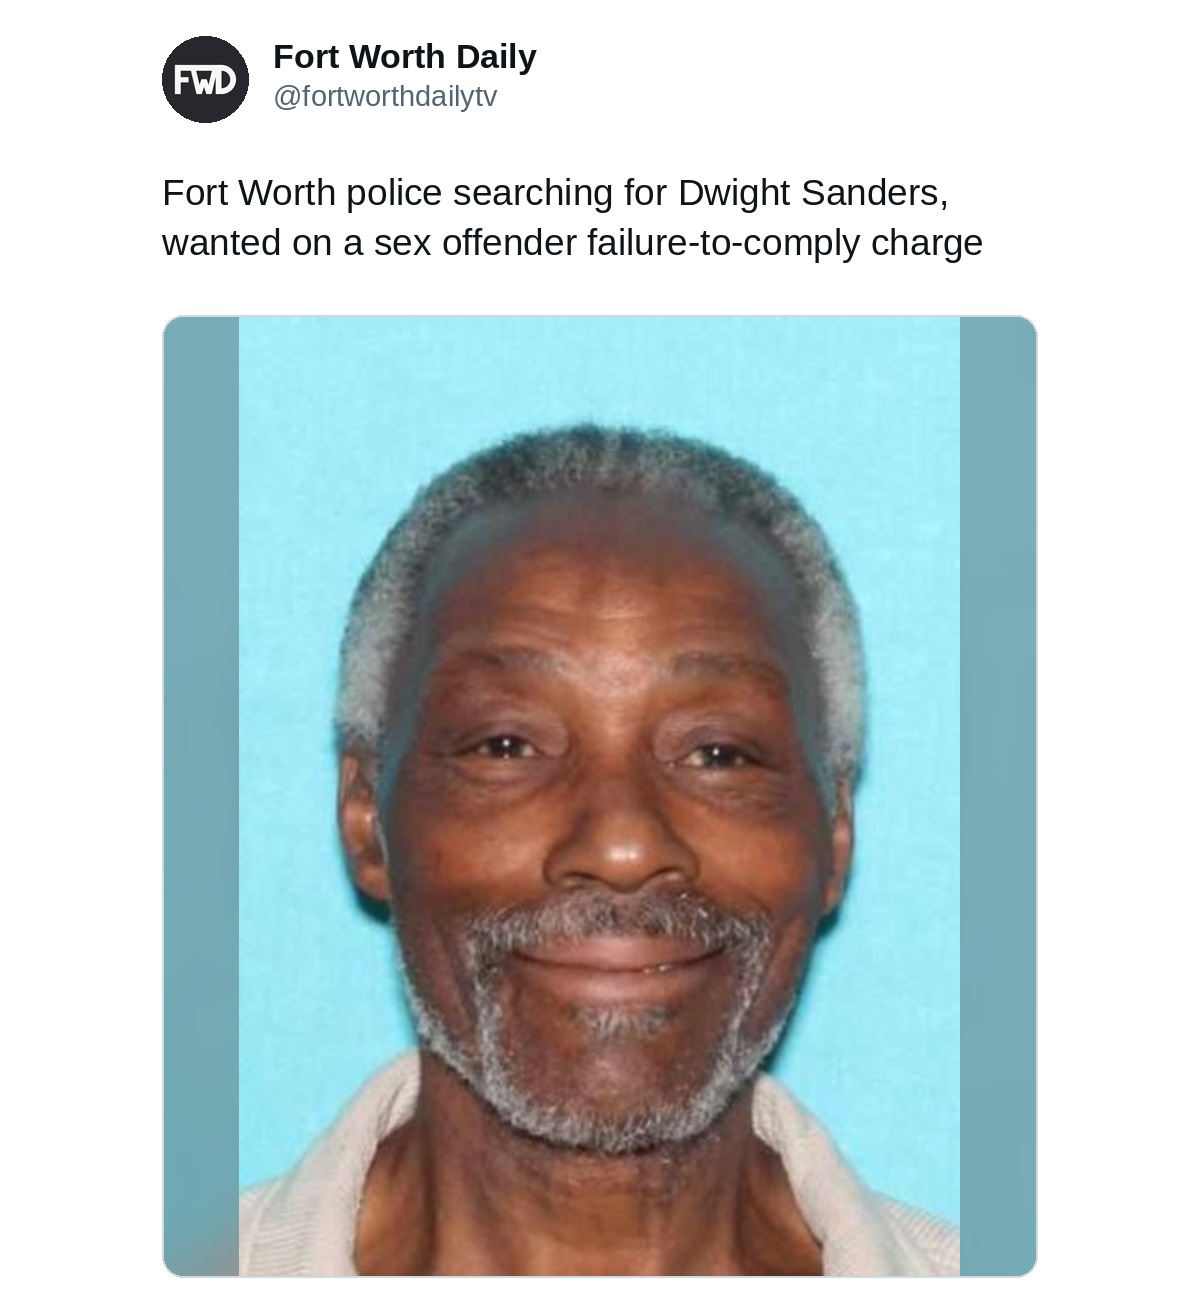 FWD
Fort Worth Daily
@fortworthdailytv
Fort Worth police searching for Dwight Sanders,
wanted on a sex offender failure-to-comply charge